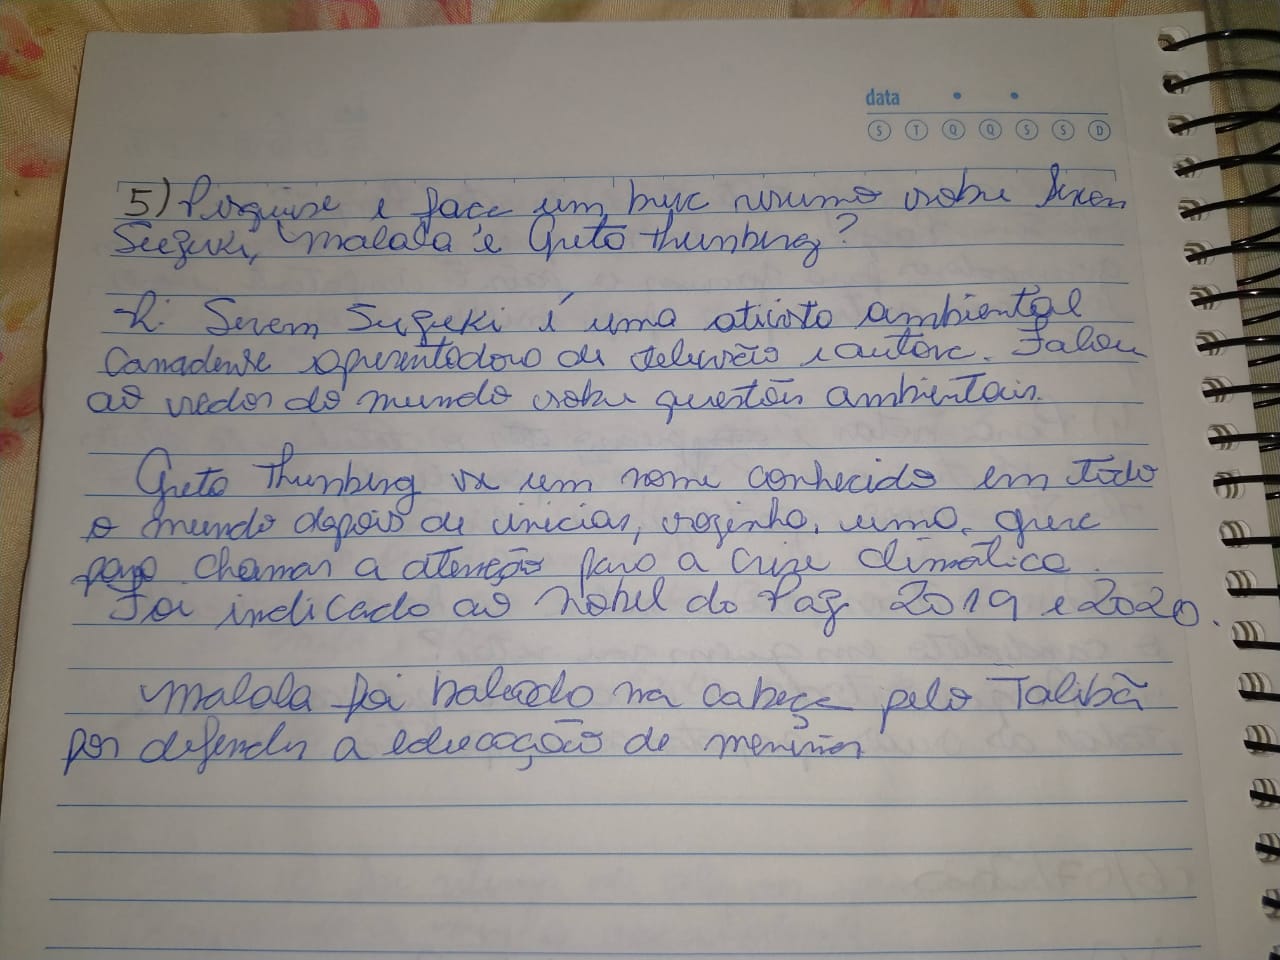 data
S T Q Q S S D
5) Pesquise e faça um breve resumo sobre Seven
Suzuki, Malala e Greta Thunberg?
R: Severn Suzuki é uma ativista ambiental
canadense apresentadora de televisão e autora. Falou
ao redor do mundo sobre questões ambientais.
Greta Thunberg se um nome conhecido em todo
o mundo depois de iniciar, sozinha, uma greve
para chamar a atenção para a crise climática.
Foi indicada ao Nobel da Paz 2019 e 2020.
Malala foi baleada na cabeça pelo Talibã
por defender a educação de meninas